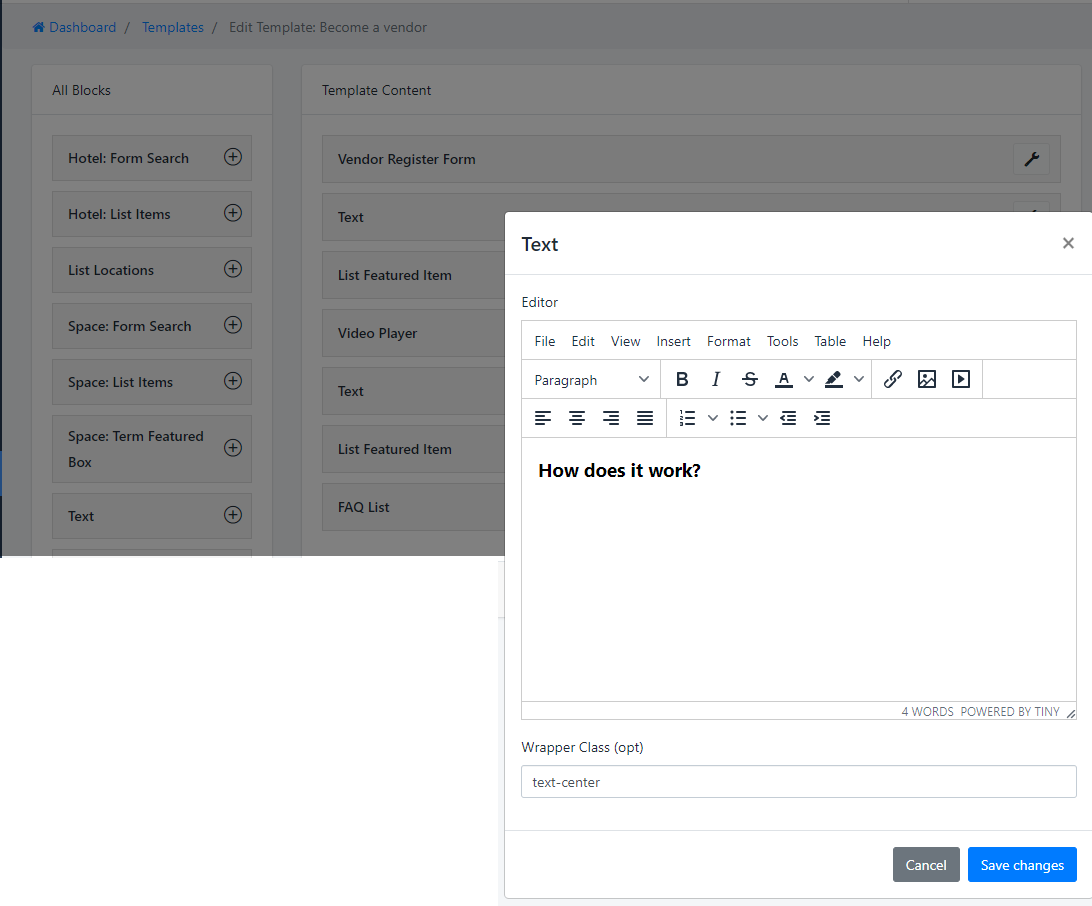 Dashboard / Templates / Edit Template: Become a vendor
All Blocks
Hotel: Form Search
Hotel: List Items
List Locations
Space: Form Search
Space: List Items
Space: Term Featured
Box
Text
Template Content
Vendor Register Form
Text
List Featured Item
Video Player
Text
List Featured Item
FAQ List
Text
Editor
File Edit View Insert Format Tools Table Help
Paragraph
How does it work?
4 WORDS POWERED BY TINY
Wrapper Class (opt)
text-center
Cancel Save changes